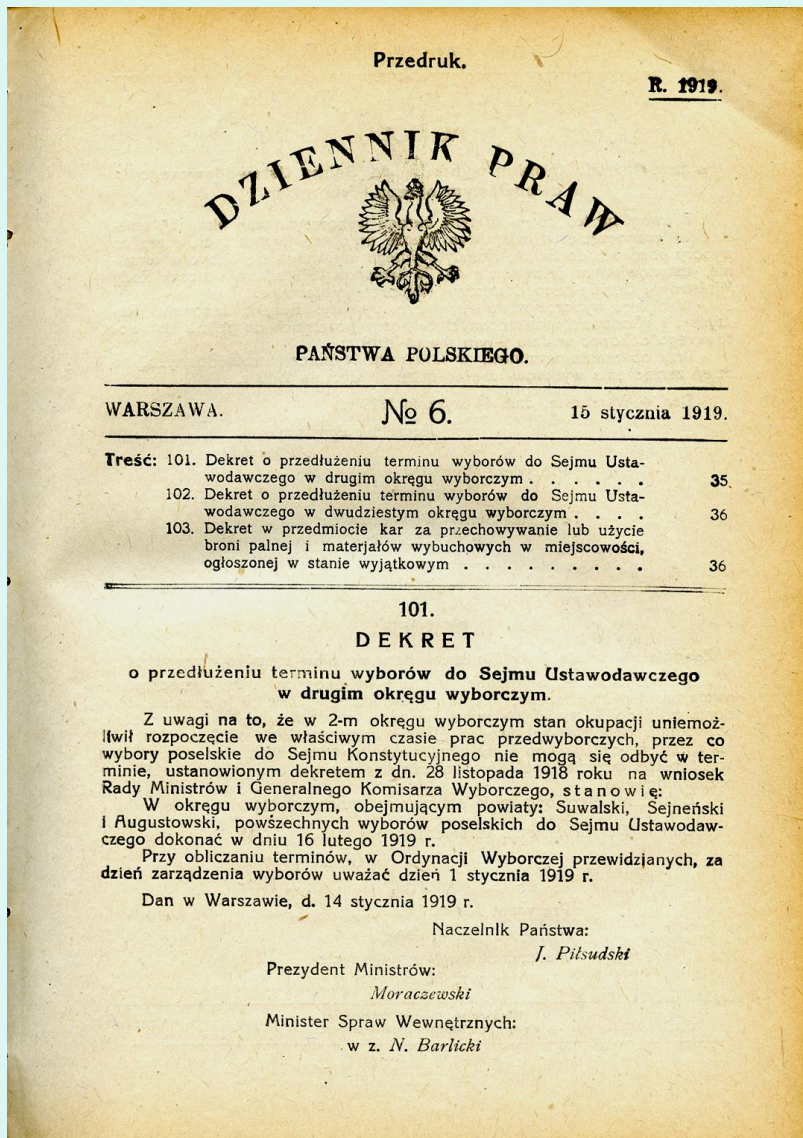 Przedruk.
R. 1919.
DZIENNIK PRAW
PAŃSTWA POLSKIEGO.
WARSZAWA. № 6. 15 stycznia 1919.
Treść: 101. Dekret o przedłużeniu terminu wyborów do Sejmu Usta-
wodawczego w drugim okręgu wyborczym . . . . . . 35
102. Dekret o przedłużeniu terminu wyborów do Sejmu Usta-
wodawczego w dwudziestym okręgu wyborczym . . . . 36
103. Dekret w przedmiocie kar za przechowywanie lub użycie
broni palnej i materjałów wybuchowych w miejscowości,
ogłoszonej w stanie wyjątkowym . . . . . . . . . 36
101.
DEKRET
o przedłużeniu terminu wyborów do Sejmu Ustawodawczego
w drugim okręgu wyborczym.
Z uwagi na to, że w 2-m okręgu wyborczym stan okupacji uniemoż-
liwił rozpoczęcie we właściwym czasie prac przedwyborczych, przez co
wybory poselskie do Sejmu Konstytucyjnego nie mogą się odbyć w ter-
minie, ustanowionym dekretem z dn. 28 listopada 1918 roku na wniosek
Rady Ministrów i Generalnego Komisarza Wyborczego, stanowię:
W okręgu wyborczym, obejmującym powiaty: Suwalski, Sejneński
i Augustowski, powszechnych wyborów poselskich do Sejmu Ustawodaw-
czego dokonać w dniu 16 lutego 1919 r.
Przy obliczaniu terminów, w Ordynacji Wyborczej przewidzianych, za
dzień zarządzenia wyborów uważać dzień 1 stycznia 1919 r.
Dan w Warszawie, d. 14 stycznia 1919 r.
Naczelnik Państwa:
J. Piłsudski
Prezydent Ministrów:
Moraczewski
Minister Spraw Wewnętrznych:
w z. N. Barlicki